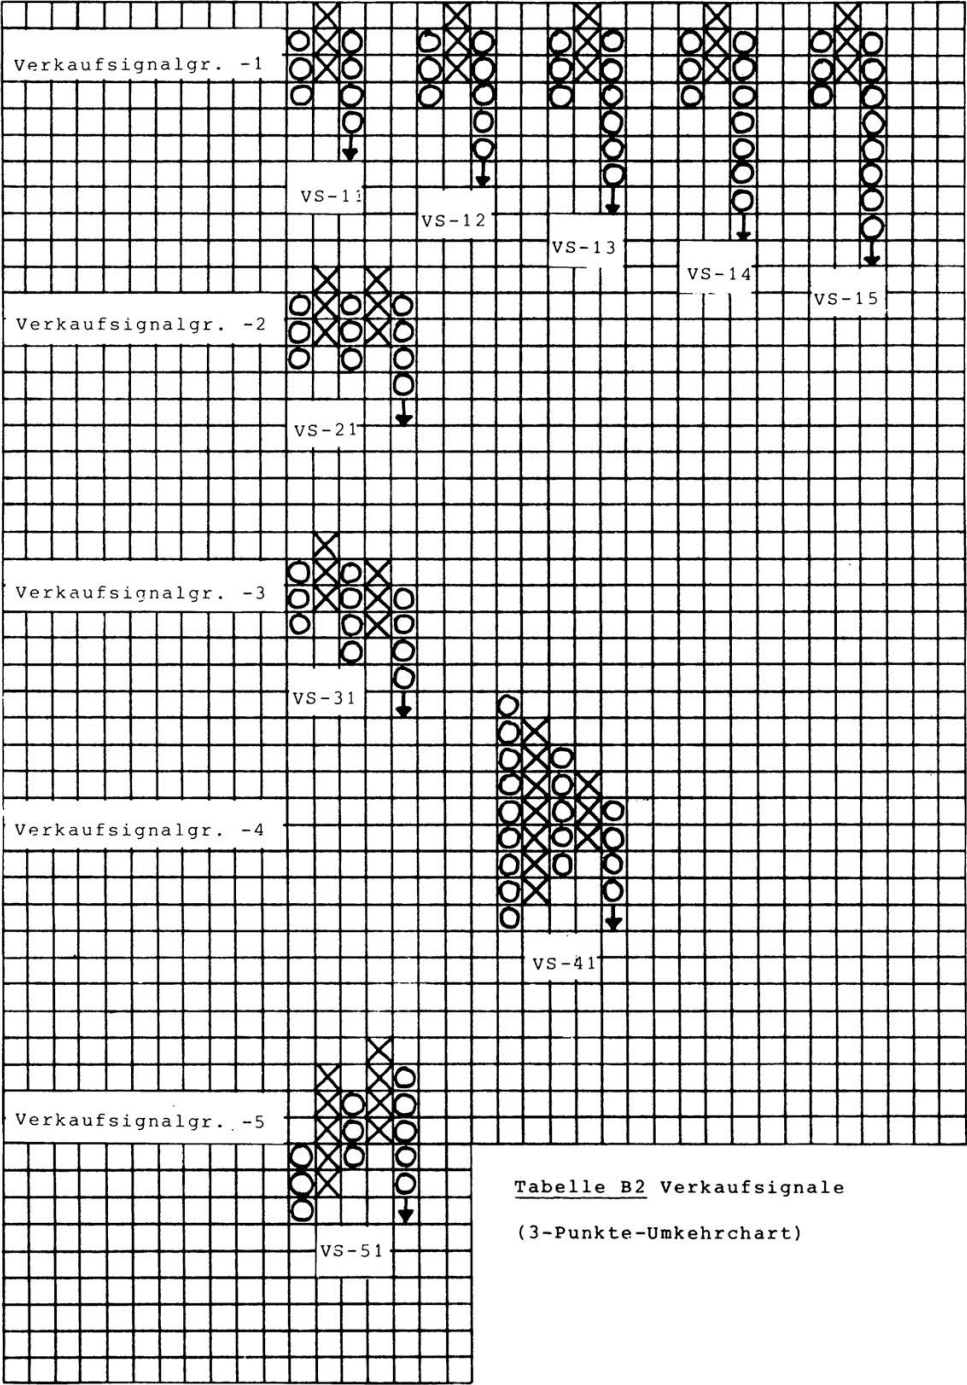 Verkaufsignalgr. -1
VS-11
VS-12
VS-13
VS-14
VS-15
Verkaufsignalgr. -2
VS-21
Verkaufsignalgr. -3
VS-31
Verkaufsignalgr. -4
VS-41
Verkaufsignalgr. -5
VS-51
Tabelle B2 Verkaufsignale
(3-Punkte-Umkehrchart)